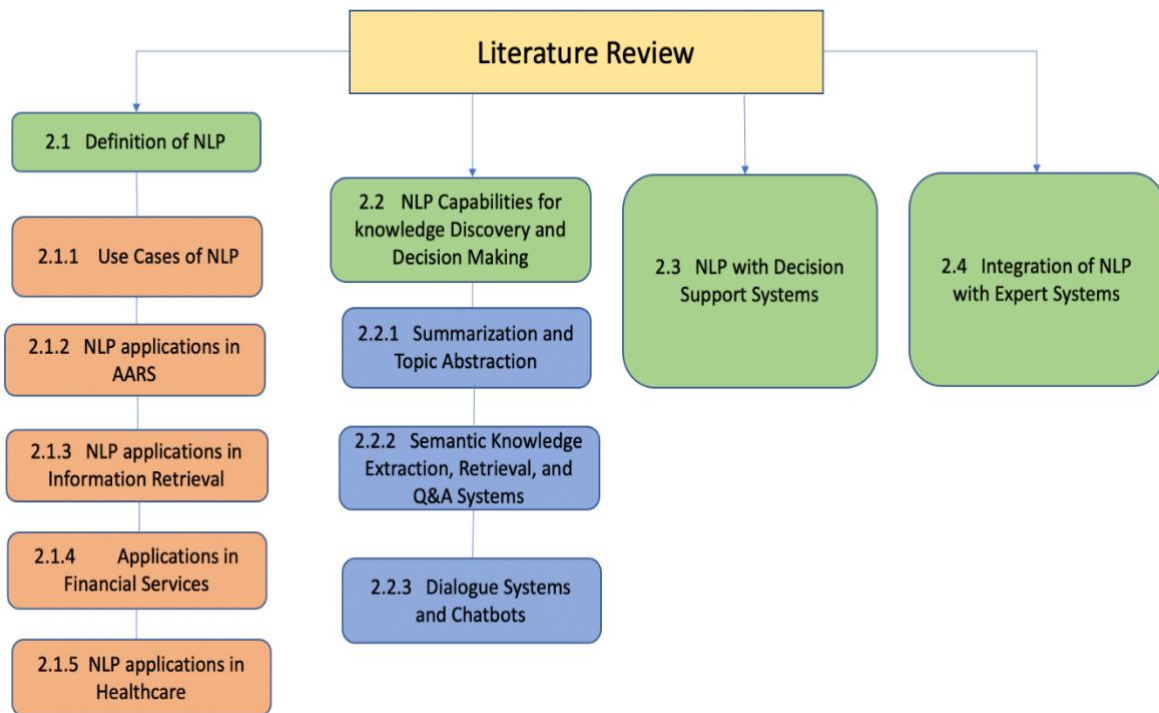 Literature Review
2.1 Definition of NLP
2.1.1 Use Cases of NLP
2.1.2 NLP applications in
AARS
2.1.3 NLP applications in
Information Retrieval
2.1.4 Applications in
Financial Services
2.1.5 NLP applications in
Healthcare
2.2 NLP Capabilities for
knowledge Discovery and
Decision Making
2.2.1 Summarization and
Topic Abstraction
2.2.2 Semantic Knowledge
Extraction, Retrieval, and
Q&A Systems
2.2.3 Dialogue Systems
and Chatbots
2.3 NLP with Decision
Support Systems
2.4 Integration of NLP
with Expert Systems